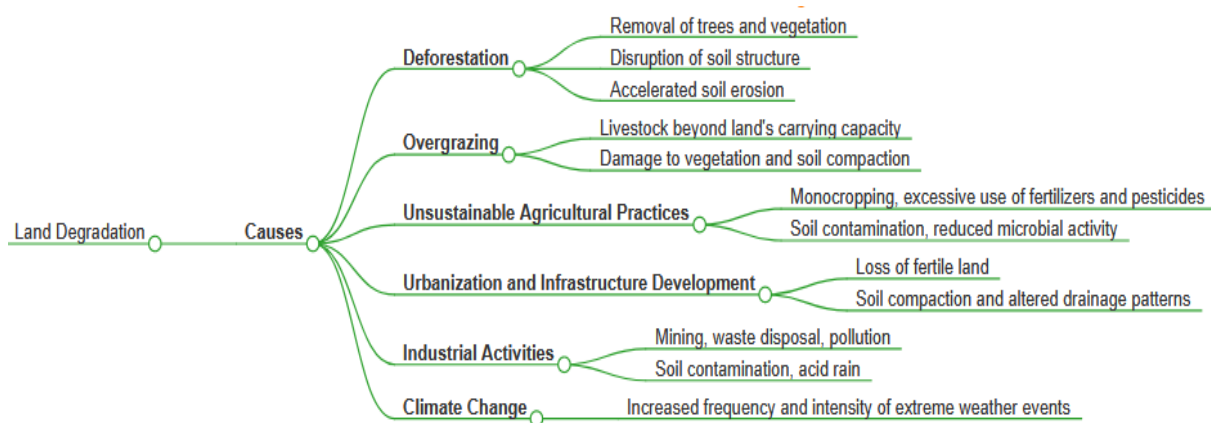 Land Degradation
Causes
Deforestation
Removal of trees and vegetation
Disruption of soil structure
Accelerated soil erosion
Overgrazing
Livestock beyond land's carrying capacity
Damage to vegetation and soil compaction
Unsustainable Agricultural Practices
Monocropping, excessive use of fertilizers and pesticides
Soil contamination, reduced microbial activity
Urbanization and Infrastructure Development
Loss of fertile land
Soil compaction and altered drainage patterns
Industrial Activities
Mining, waste disposal, pollution
Soil contamination, acid rain
Climate Change
Increased frequency and intensity of extreme weather events